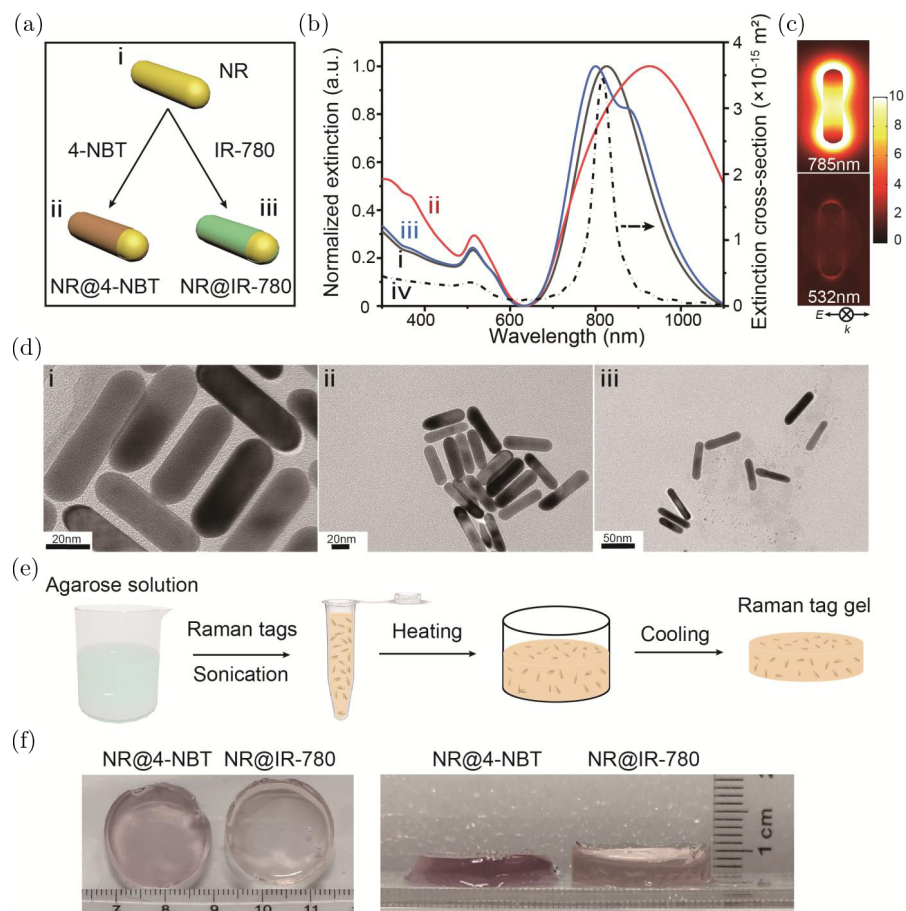 (a)
i
NR
4-NBT
IR-780
ii
iii
NR@4-NBT
NR@IR-780
(b)
Normalized extinction (a.u.)
1.0
0.8
0.6
0.4
0.2
0
ii
iii
i
iv
400
600
800
1000
Wavelength (nm)
4
3
2
1
0
Extinction cross-section (×10⁻¹⁵ m²)
(c)
785nm
532nm
10
8
6
4
2
0
E
k
(d)
i
20nm
ii
20nm
iii
50nm
(e)
Agarose solution
Raman tags
Sonication
Heating
Cooling
Raman tag gel
(f)
NR@4-NBT
NR@IR-780
7
8
9
10
11
NR@4-NBT
NR@IR-780
1 cm